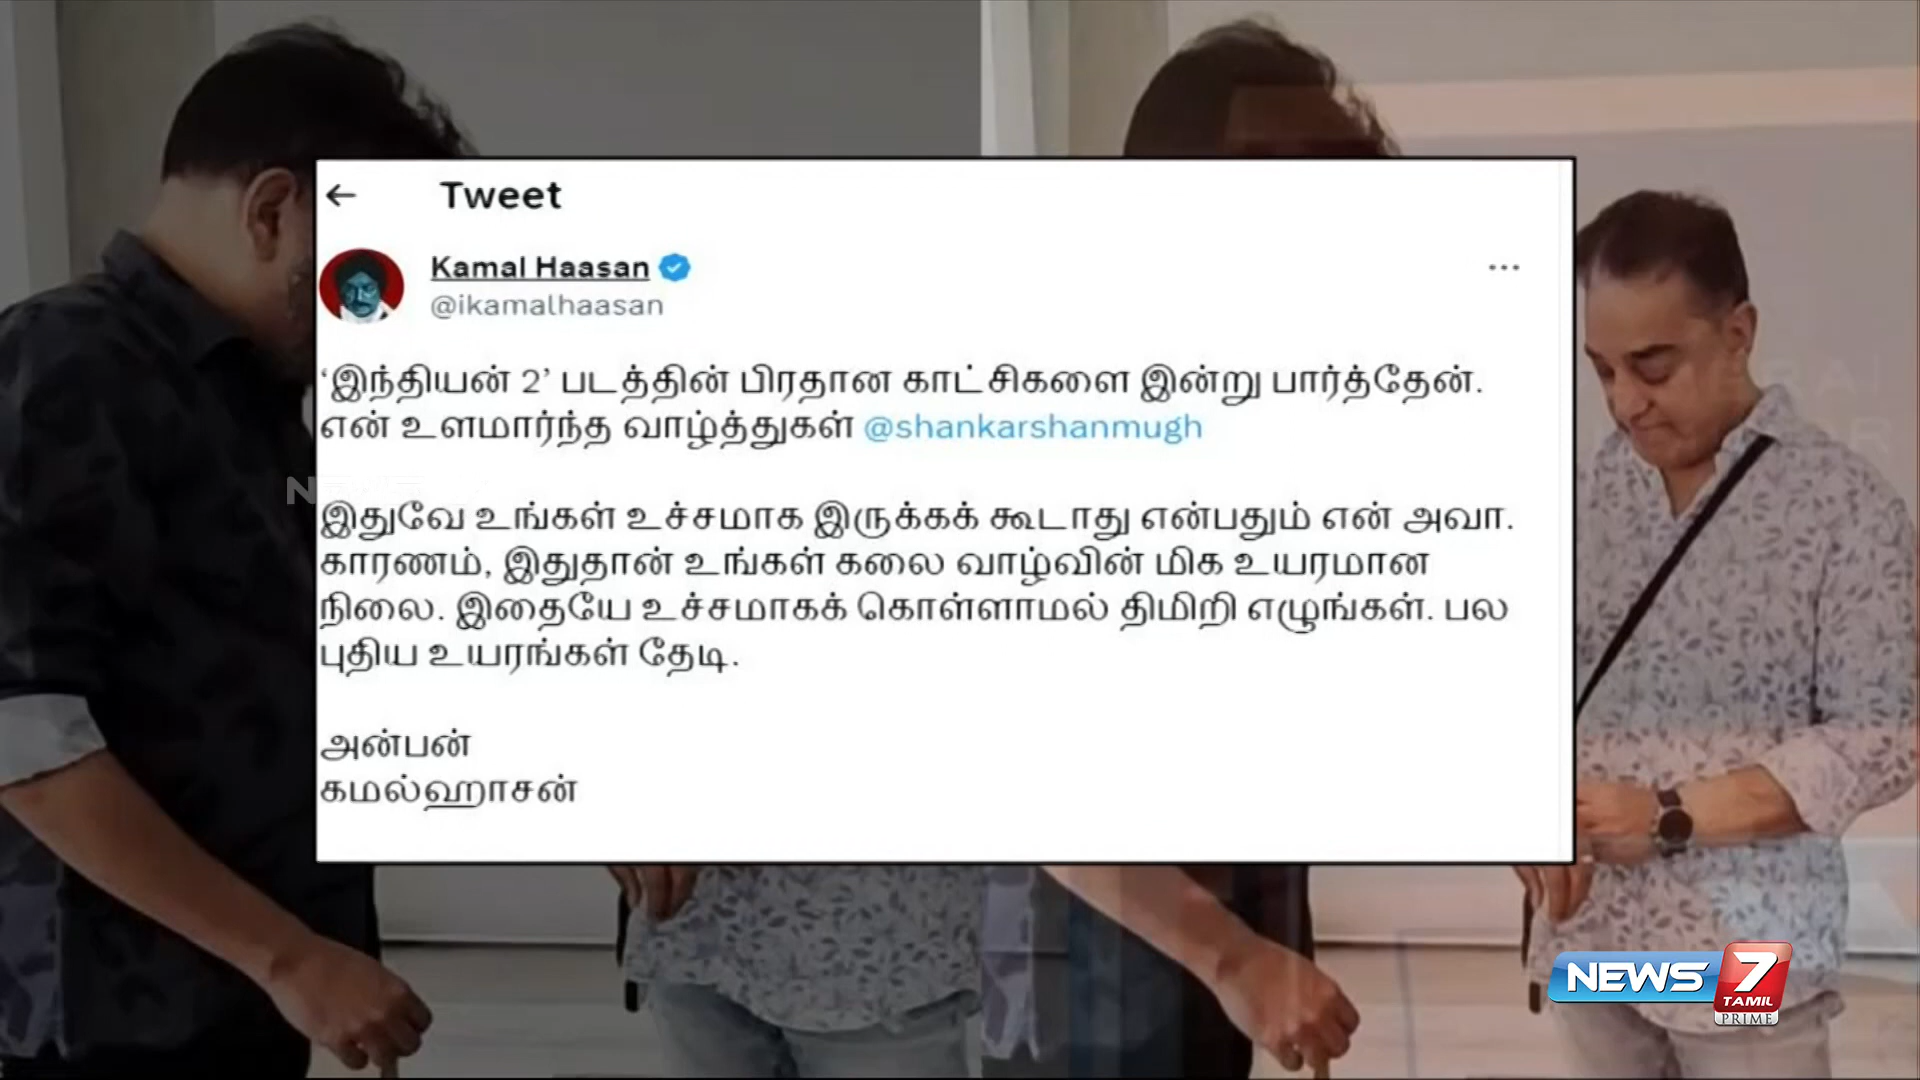 Tweet
Kamal Haasan
@ikamalhaasan
‘இந்தியன் 2’ படத்தின் பிரதான காட்சிகளை இன்று பார்த்தேன்.
என் உளமார்ந்த வாழ்த்துகள் @shankarshanmugh
இதுவே உங்கள் உச்சமாக இருக்கக் கூடாது என்பதும் என் அவா.
காரணம், இதுதான் உங்கள் கலை வாழ்வின் மிக உயரமான
நிலை. இதையே உச்சமாகக் கொள்ளாமல் திமிறி எழுங்கள். பல
புதிய உயரங்கள் தேடி.
அன்பன்
கமல்ஹாசன்
NEWS 7
TAMIL
PRIME